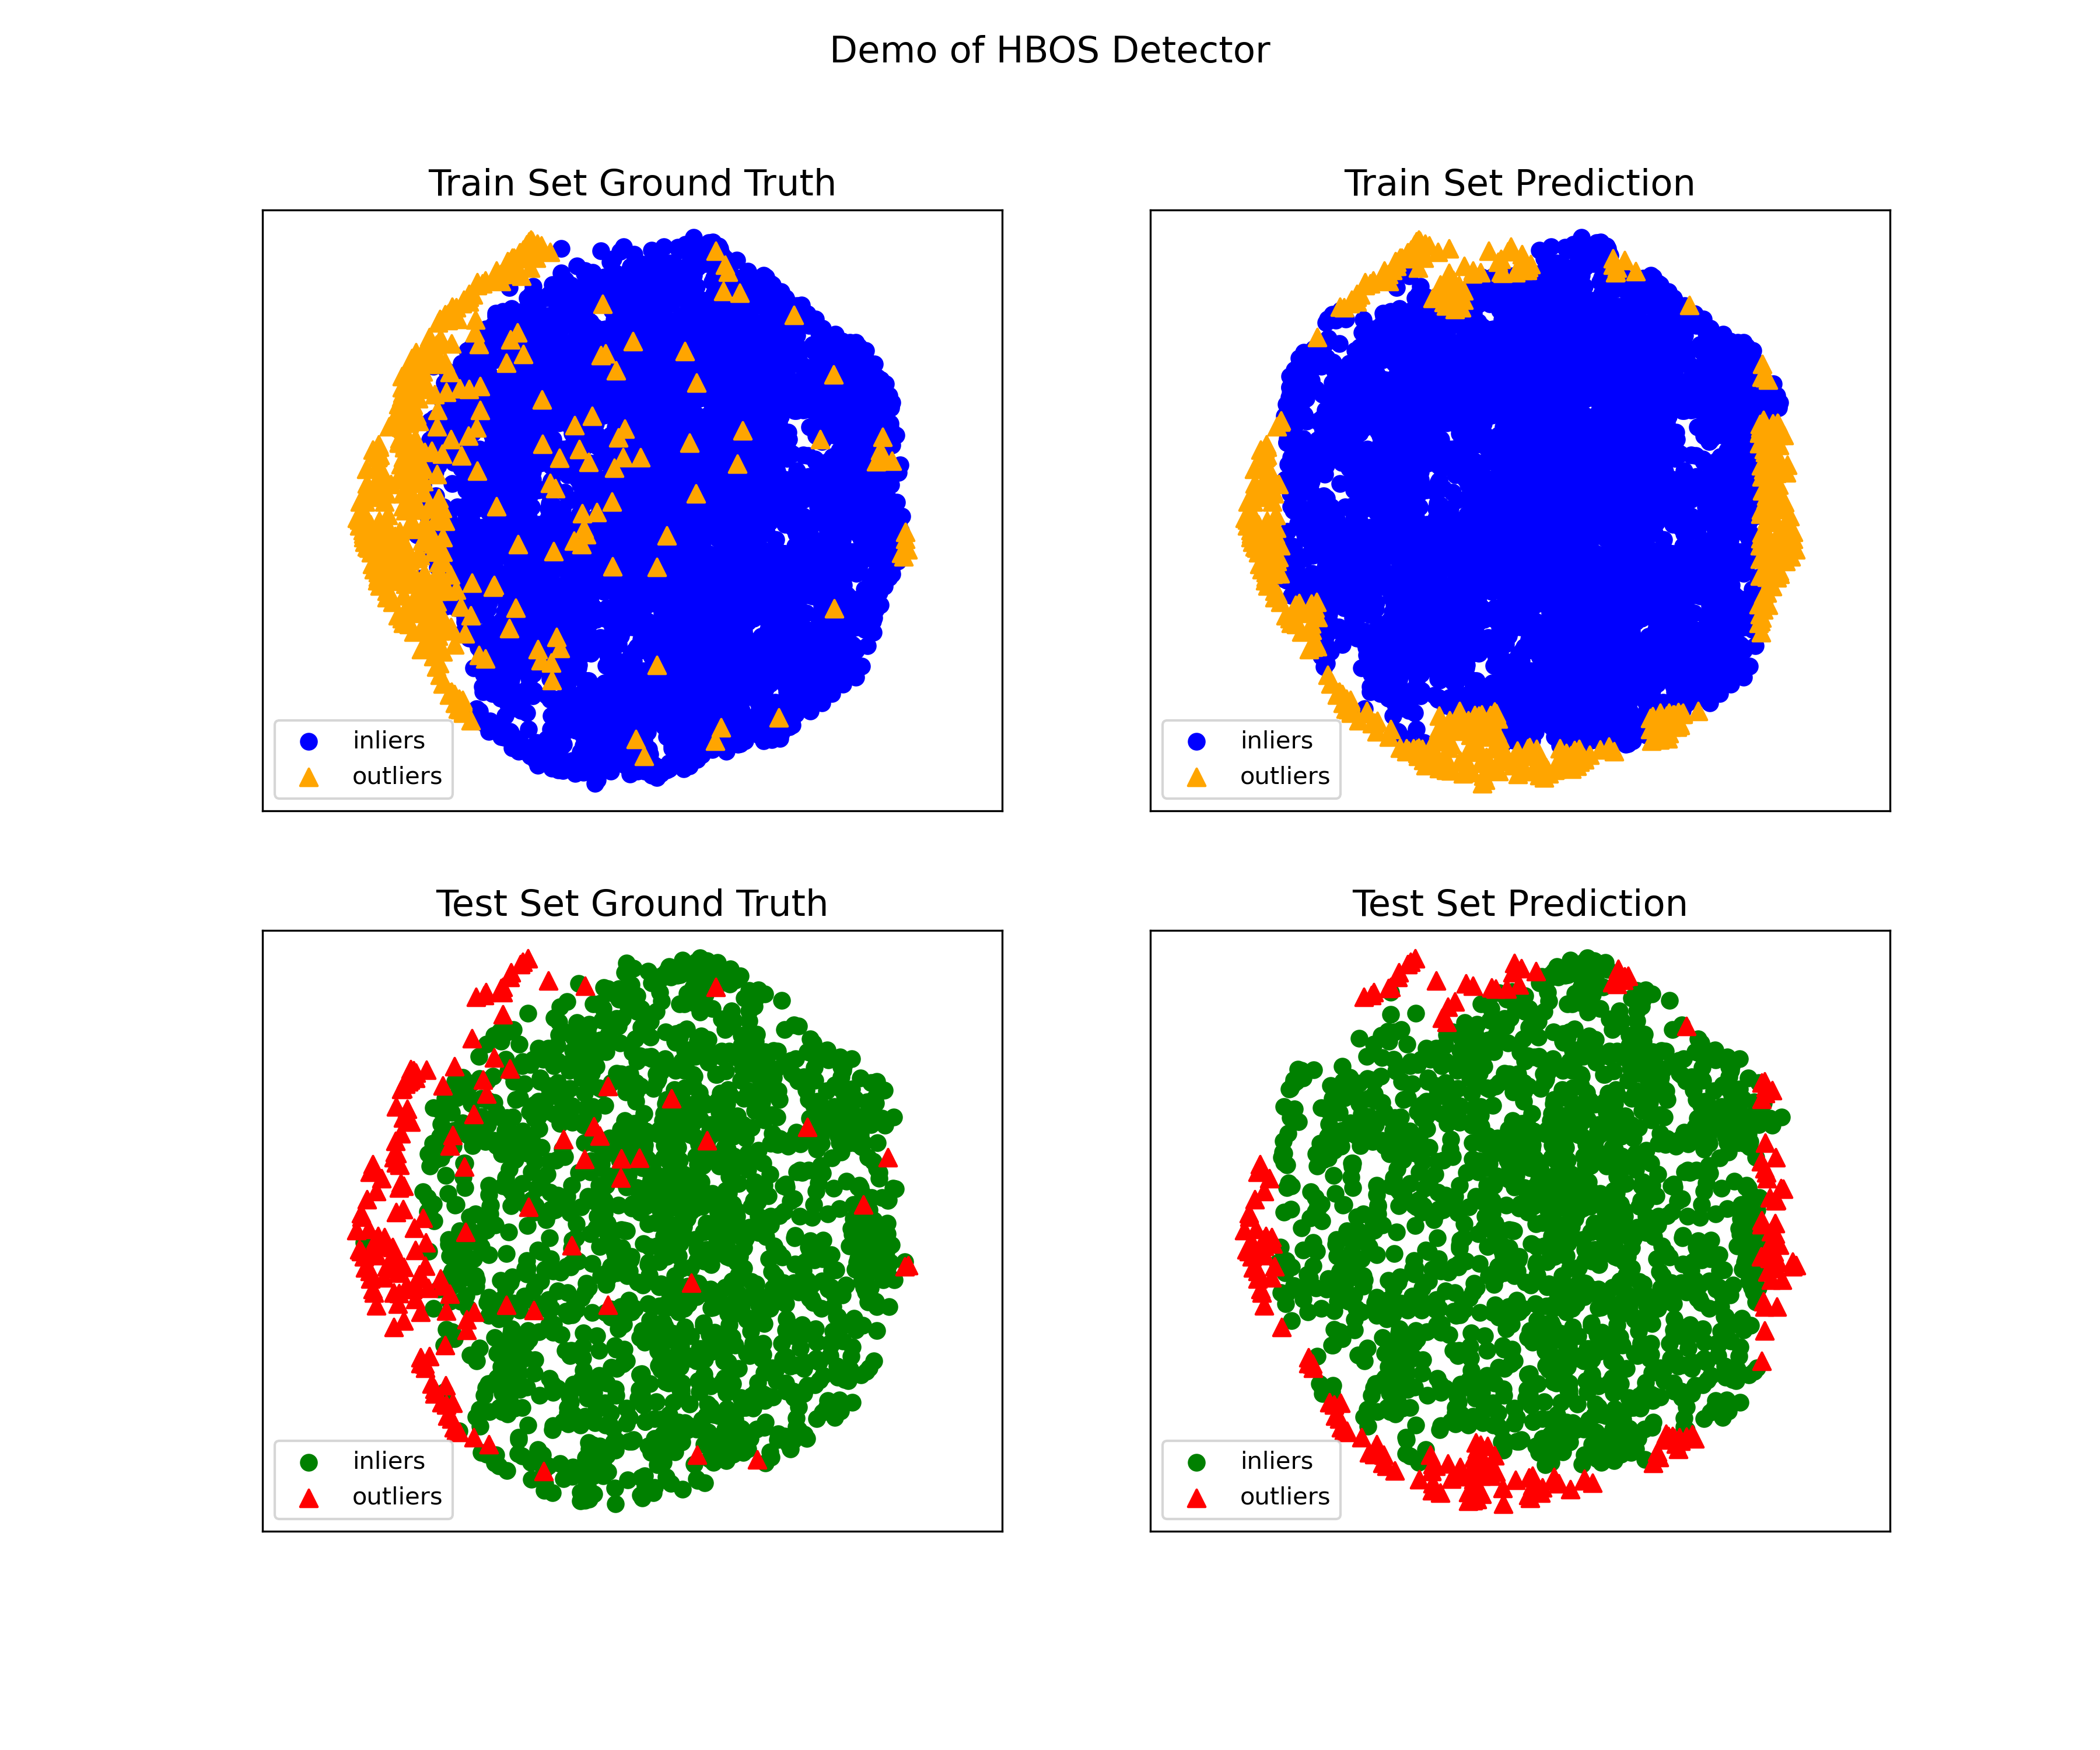 Demo of HBOS Detector
Train Set Ground Truth
Train Set Prediction
inliers
outliers
inliers
outliers
Test Set Ground Truth
Test Set Prediction
inliers
outliers
inliers
outliers